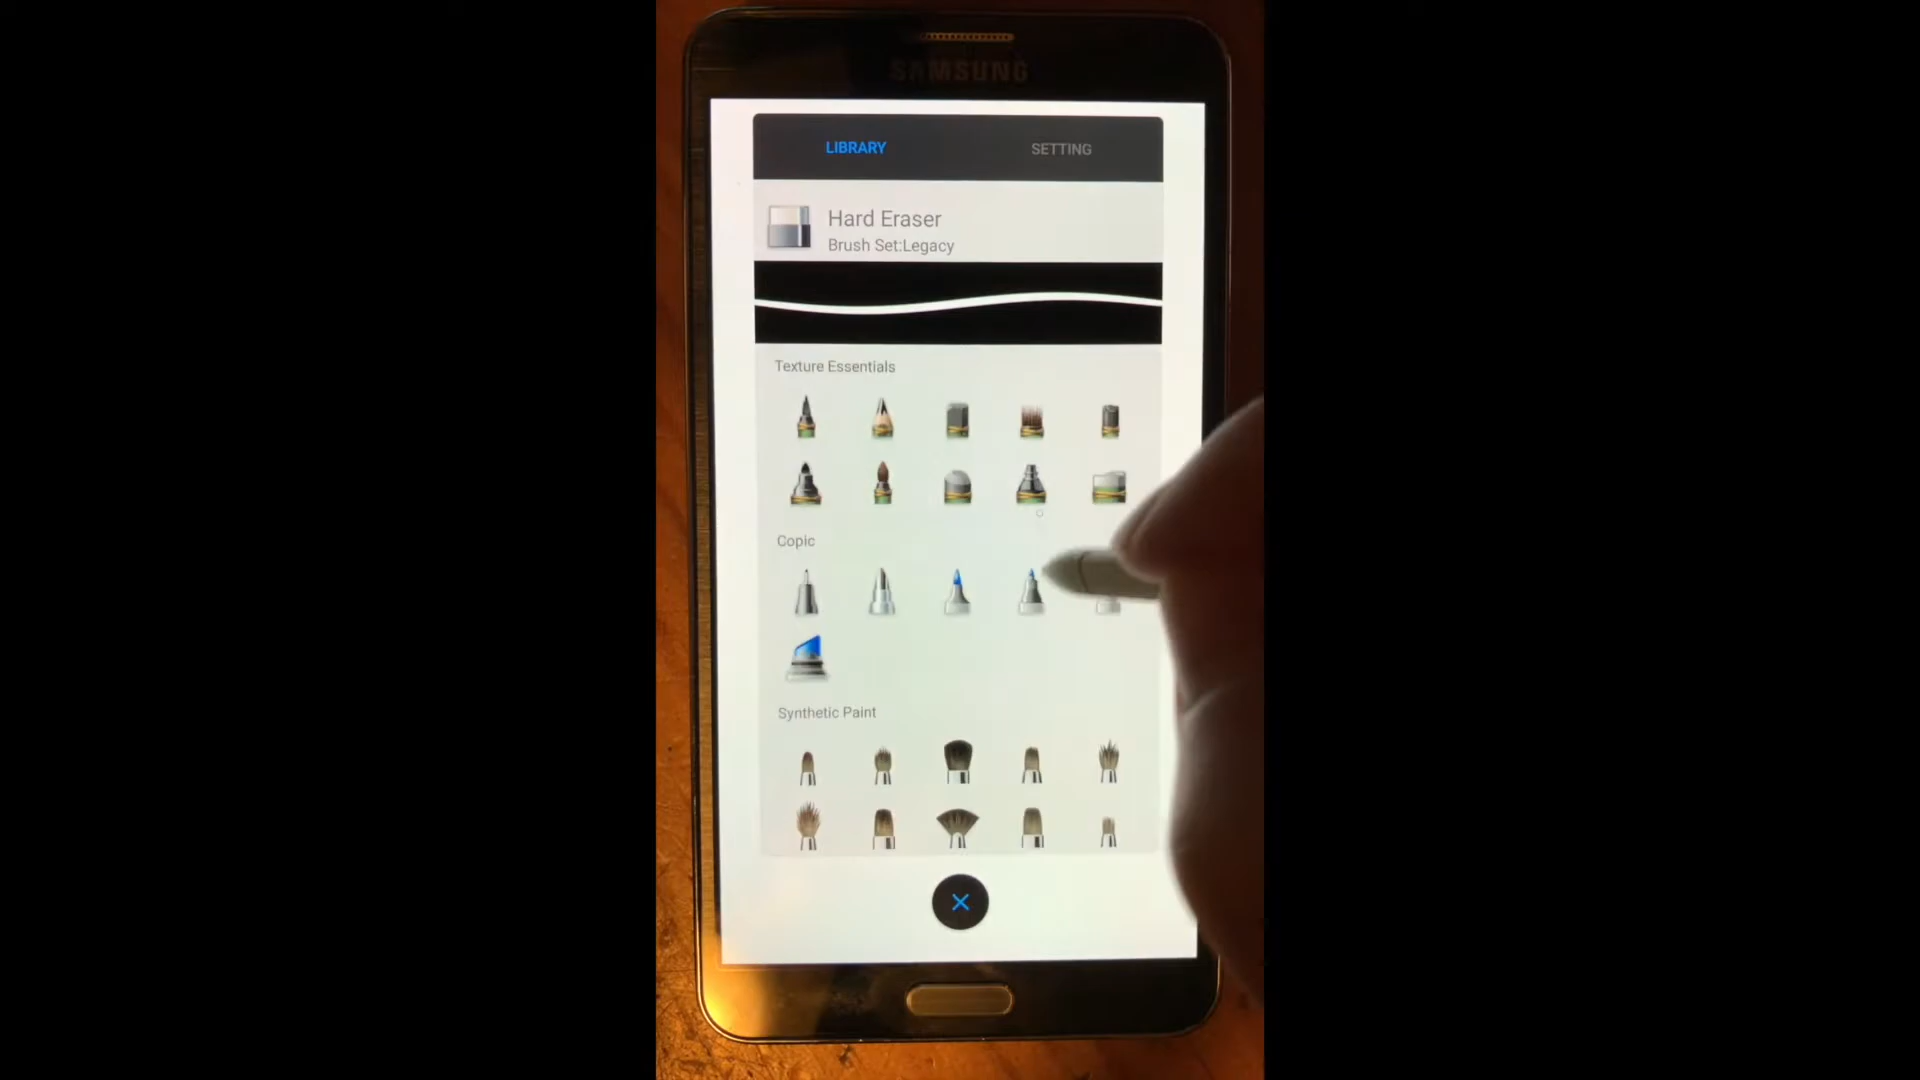 SAMSUNG
LIBRARY
SETTING
Hard Eraser
Brush Set:Legacy
Texture Essentials
Copic
Synthetic Paint